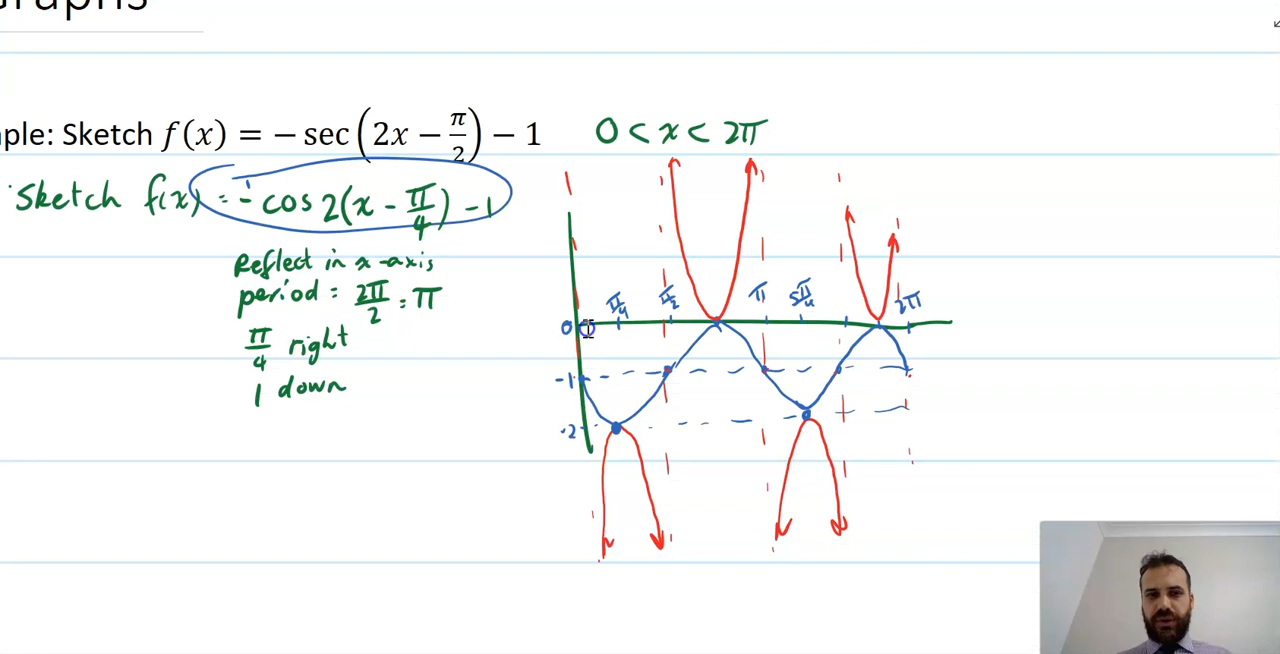 Graphs
ple: Sketch f(x) = − sec(2x − π/2) − 1 0 < x < 2π
Sketch f(x) = - cos 2(x - π/4) - 1
Reflect in x-axis
period = 2π/2 = π
π/4 right
1 down
π/4 π/2 π 5π/4 2π
0
-1
-2